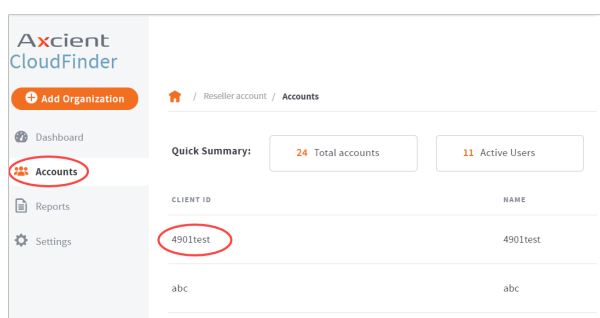 Axcient
CloudFinder
Add Organization
/ Reseller account / Accounts
Dashboard
Quick Summary: 24 Total accounts 11 Active Users
Accounts
CLIENT ID NAME
Reports
4901test 4901test
Settings
abc abc